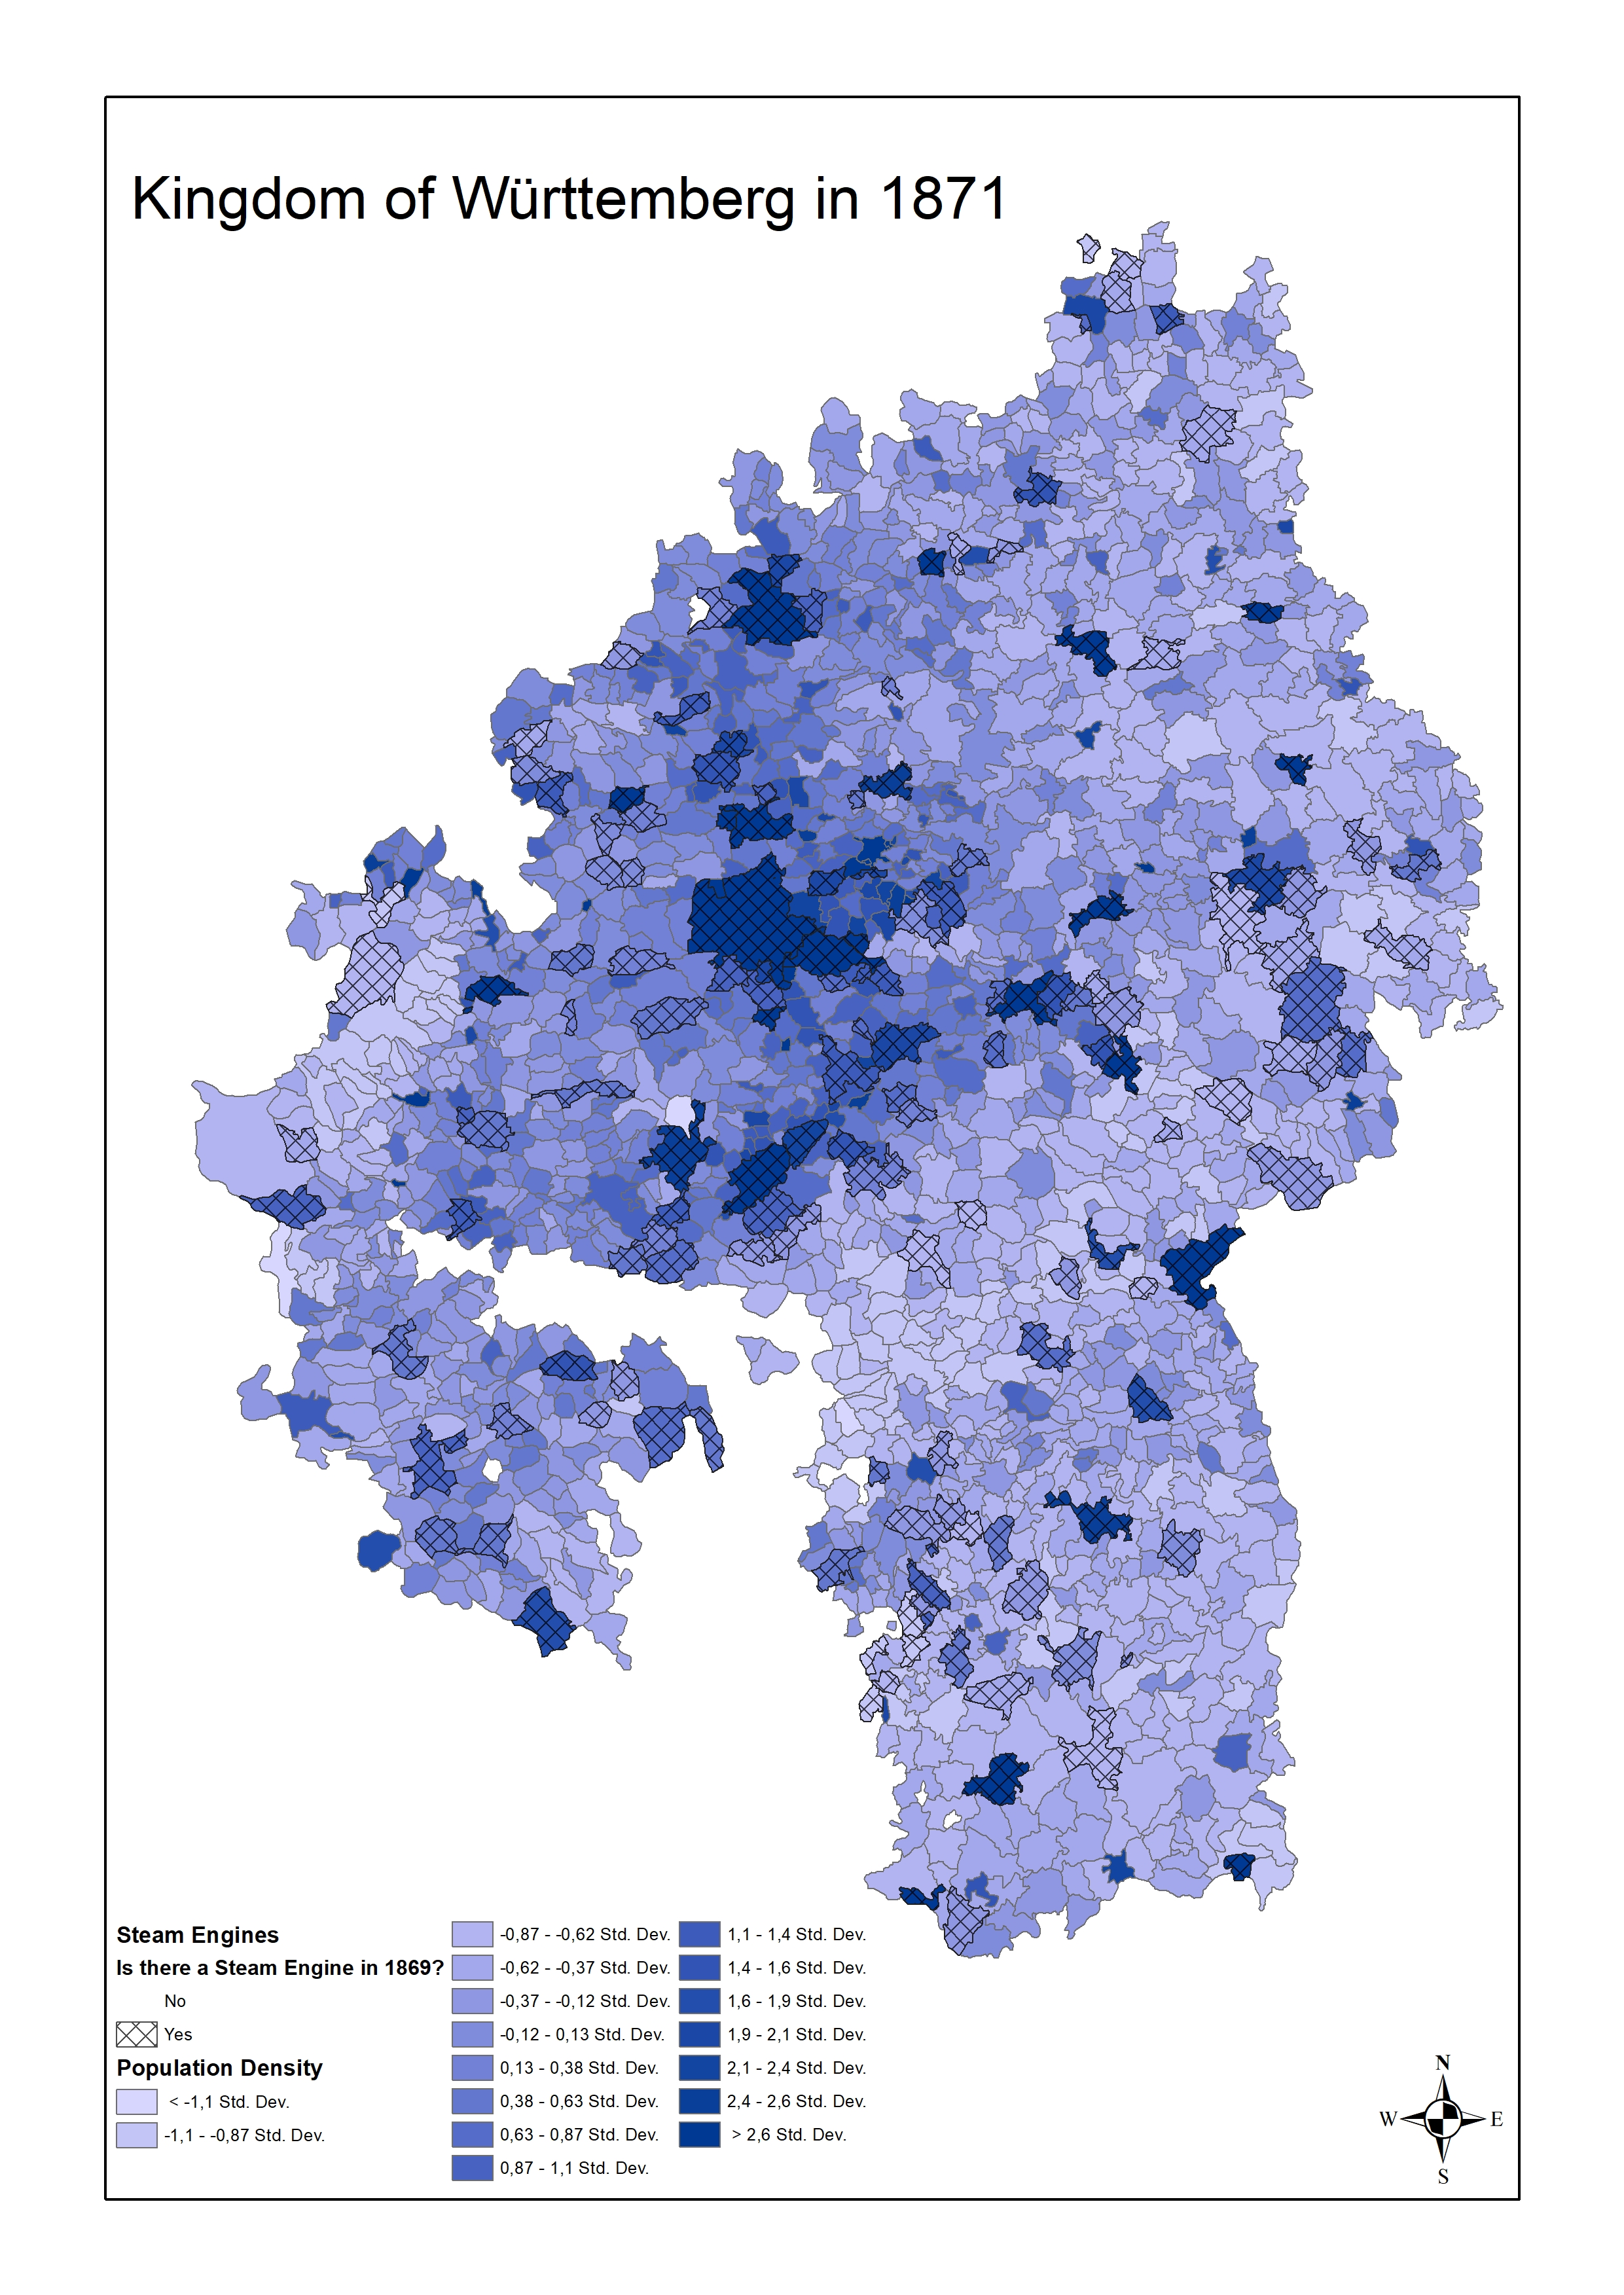 Kingdom of Württemberg in 1871
Steam Engines
Is there a Steam Engine in 1869?
No
Yes
Population Density
< -1,1 Std. Dev.
-1,1 - -0,87 Std. Dev.
-0,87 - -0,62 Std. Dev.
-0,62 - -0,37 Std. Dev.
-0,37 - -0,12 Std. Dev.
-0,12 - 0,13 Std. Dev.
0,13 - 0,38 Std. Dev.
0,38 - 0,63 Std. Dev.
0,63 - 0,87 Std. Dev.
0,87 - 1,1 Std. Dev.
1,1 - 1,4 Std. Dev.
1,4 - 1,6 Std. Dev.
1,6 - 1,9 Std. Dev.
1,9 - 2,1 Std. Dev.
2,1 - 2,4 Std. Dev.
2,4 - 2,6 Std. Dev.
> 2,6 Std. Dev.
N
W E
S